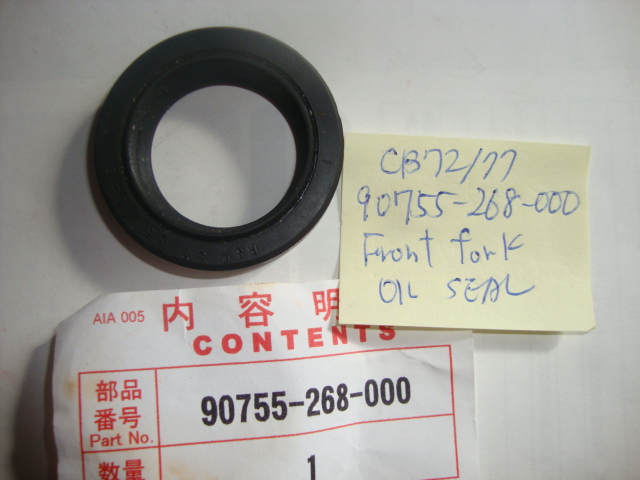 CB72/77
90755-268-000
Front fork
OIL SEAL
AIA 005
内容明
CONTENTS
部品
番号
Part No.
90755-268-000
数量
1